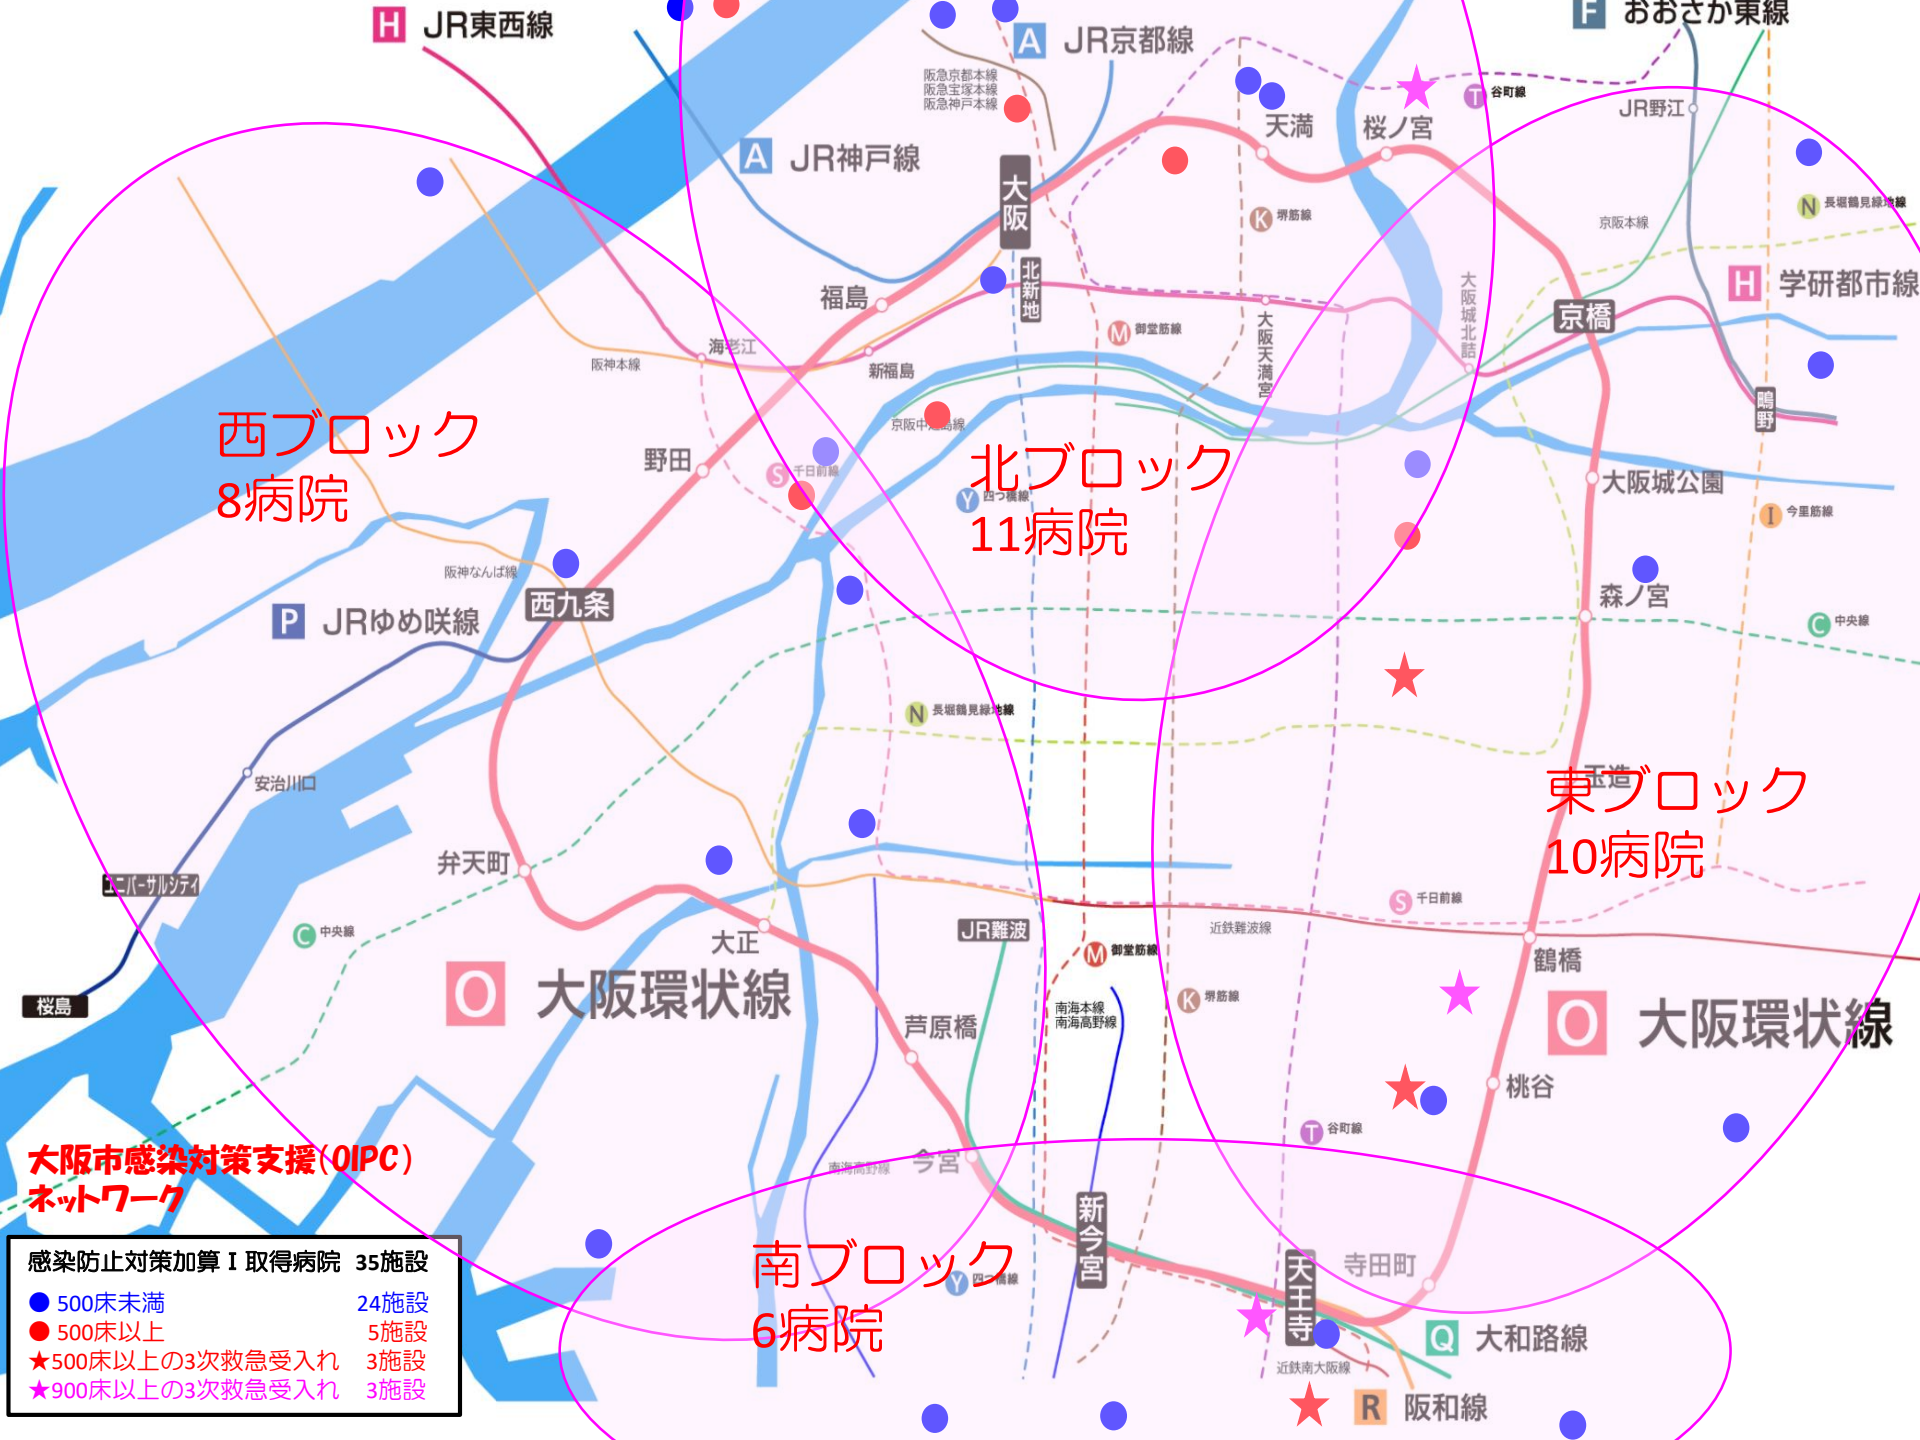 H JR東西線
A JR京都線
F おおさか東線
阪急京都本線
阪急宝塚本線
阪急神戸本線
T 谷町線
JR野江
天満
桜ノ宮
A JR神戸線
大阪
K 堺筋線
京阪本線
N 長堀鶴見緑地線
北新地
福島
H 学研都市線
大阪城北詰
京橋
M 御堂筋線
大阪天満宮
海老江
阪神本線
新福島
鴫野
西ブロック
8病院
京阪中之島線
野田
S 千日前線
北ブロック
11病院
Y 四つ橋線
大阪城公園
I 今里筋線
阪神なんば線
西九条
森ノ宮
P JRゆめ咲線
C 中央線
N 長堀鶴見緑地線
安治川口
玉造
東ブロック
10病院
弁天町
ユニバーサルシティ
S 千日前線
C 中央線
大正
JR難波
近鉄難波線
M 御堂筋線
鶴橋
O 大阪環状線
桜島
K 堺筋線
南海本線
南海高野線
芦原橋
O 大阪環状線
桃谷
T 谷町線
大阪市感染対策支援(OIPC)
ネットワーク
南海高野線
今宮
新今宮
南ブロック
6病院
Y 四つ橋線
天王寺
寺田町
Q 大和路線
近鉄南大阪線
R 阪和線
感染防止対策加算Ⅰ取得病院 35施設
● 500床未満 24施設
● 500床以上 5施設
★500床以上の3次救急受入れ 3施設
★900床以上の3次救急受入れ 3施設